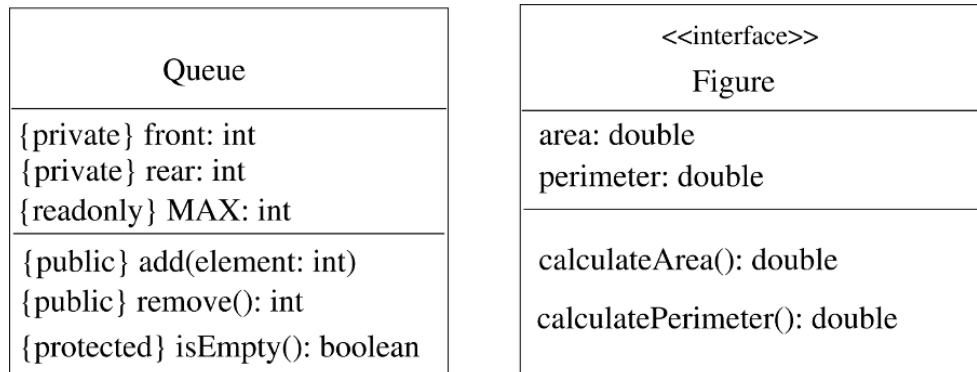 Queue
{private} front: int
{private} rear: int
{readonly} MAX: int
{public} add(element: int)
{public} remove(): int
{protected} isEmpty(): boolean
<<interface>>
Figure
area: double
perimeter: double
calculateArea(): double
calculatePerimeter(): double